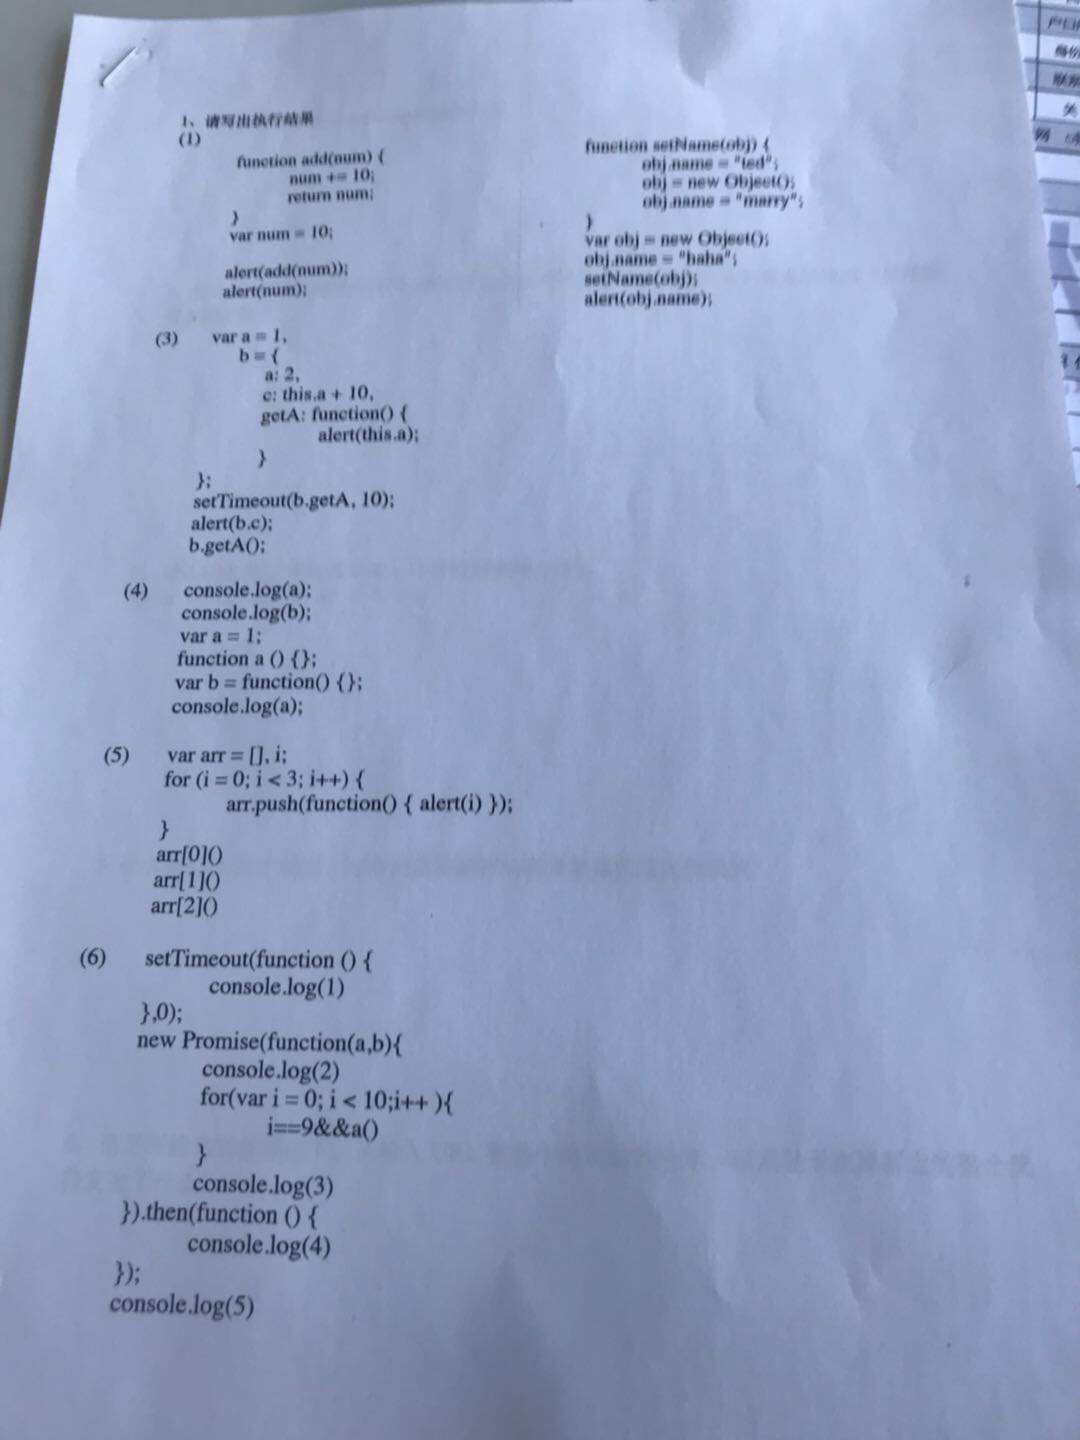 1、请写出执行结果
(1)
function add(num) {
num += 10;
return num;
}
var num = 10;
alert(add(num));
alert(num);
function setName(obj) {
obj.name = "ted";
obj = new Object();
obj.name = "marry";
}
var obj = new Object();
obj.name = "haha";
setName(obj);
alert(obj.name);
(3) var a = 1,
b = {
a: 2,
c: this.a + 10,
getA: function() {
alert(this.a);
}
};
setTimeout(b.getA, 10);
alert(b.c);
b.getA();
(4) console.log(a);
console.log(b);
var a = 1;
function a () {};
var b = function() {};
console.log(a);
(5) var arr = [], i;
for (i = 0; i < 3; i++) {
arr.push(function() { alert(i) });
}
arr[0]()
arr[1]()
arr[2]()
(6) setTimeout(function () {
console.log(1)
},0);
new Promise(function(a,b){
console.log(2)
for(var i = 0; i < 10;i++ ){
i==9&&a()
}
console.log(3)
}).then(function () {
console.log(4)
});
console.log(5)